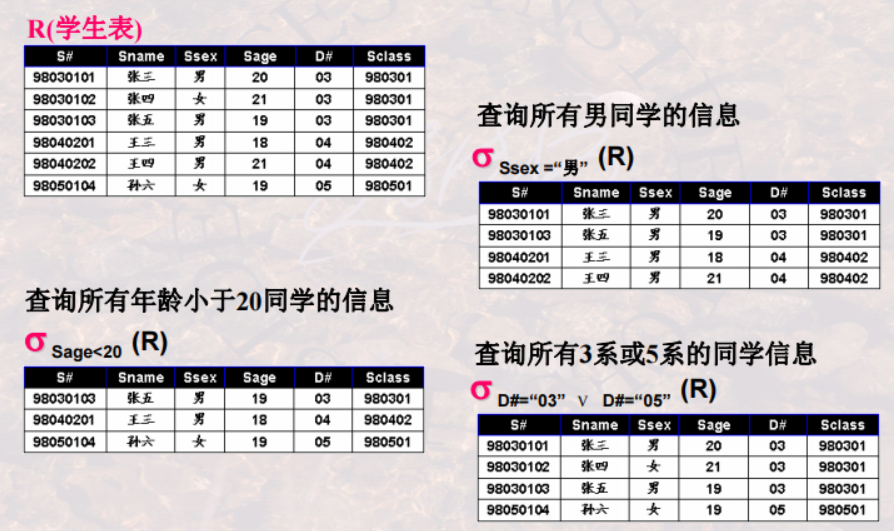 R(学生表)
S# Sname Ssex Sage D# Sclass
98030101 张三 男 20 03 980301
98030102 张四 女 21 03 980301
98030103 张五 男 19 03 980301
98040201 王三 男 18 04 980402
98040202 王四 男 21 04 980402
98050104 孙六 女 19 05 980501
查询所有男同学的信息
σ Ssex =“男” (R)
S# Sname Ssex Sage D# Sclass
98030101 张三 男 20 03 980301
98030103 张五 男 19 03 980301
98040201 王三 男 18 04 980402
98040202 王四 男 21 04 980402
查询所有年龄小于20同学的信息
σ Sage<20 (R)
S# Sname Ssex Sage D# Sclass
98030103 张五 男 19 03 980301
98040201 王三 男 18 04 980402
98050104 孙六 女 19 05 980501
查询所有3系或5系的同学信息
σ D#=“03” ∨ D#=“05” (R)
S# Sname Ssex Sage D# Sclass
98030101 张三 男 20 03 980301
98030102 张四 女 21 03 980301
98030103 张五 男 19 03 980301
98050104 孙六 女 19 05 980501